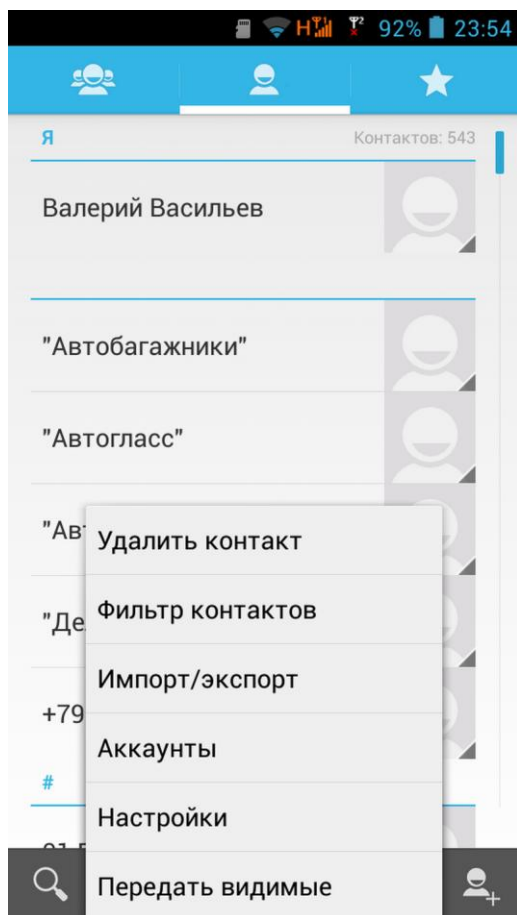 H 2 92% 23:54
Я Контактов: 543
Валерий Васильев
"Автобагажники"
"Автогласс"
"Ав
Удалить контакт
"Де
Фильтр контактов
Импорт/экспорт
+79
Аккаунты
#
Настройки
Передать видимые